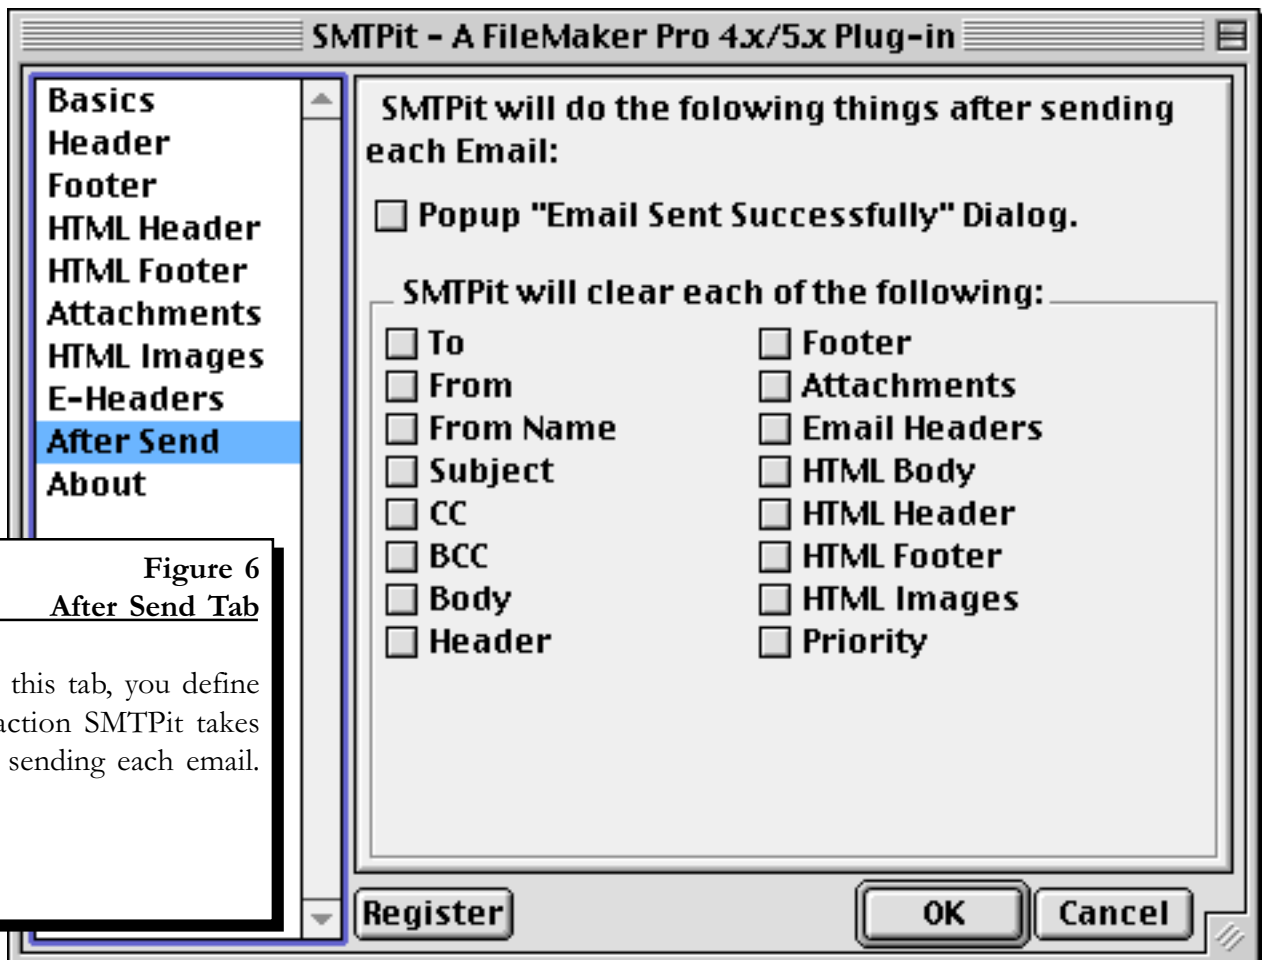 SMTPit - A FileMaker Pro 4.x/5.x Plug-in
Basics
Header
Footer
HTML Header
HTML Footer
Attachments
HTML Images
E-Headers
After Send
About
SMTPit will do the folowing things after sending
each Email:
Popup "Email Sent Successfully" Dialog.
SMTPit will clear each of the following:
To
From
From Name
Subject
CC
BCC
Body
Header
Footer
Attachments
Email Headers
HTML Body
HTML Header
HTML Footer
HTML Images
Priority
Register
OK
Cancel
Figure 6
After Send Tab
this tab, you define
action SMTPit takes
sending each email.